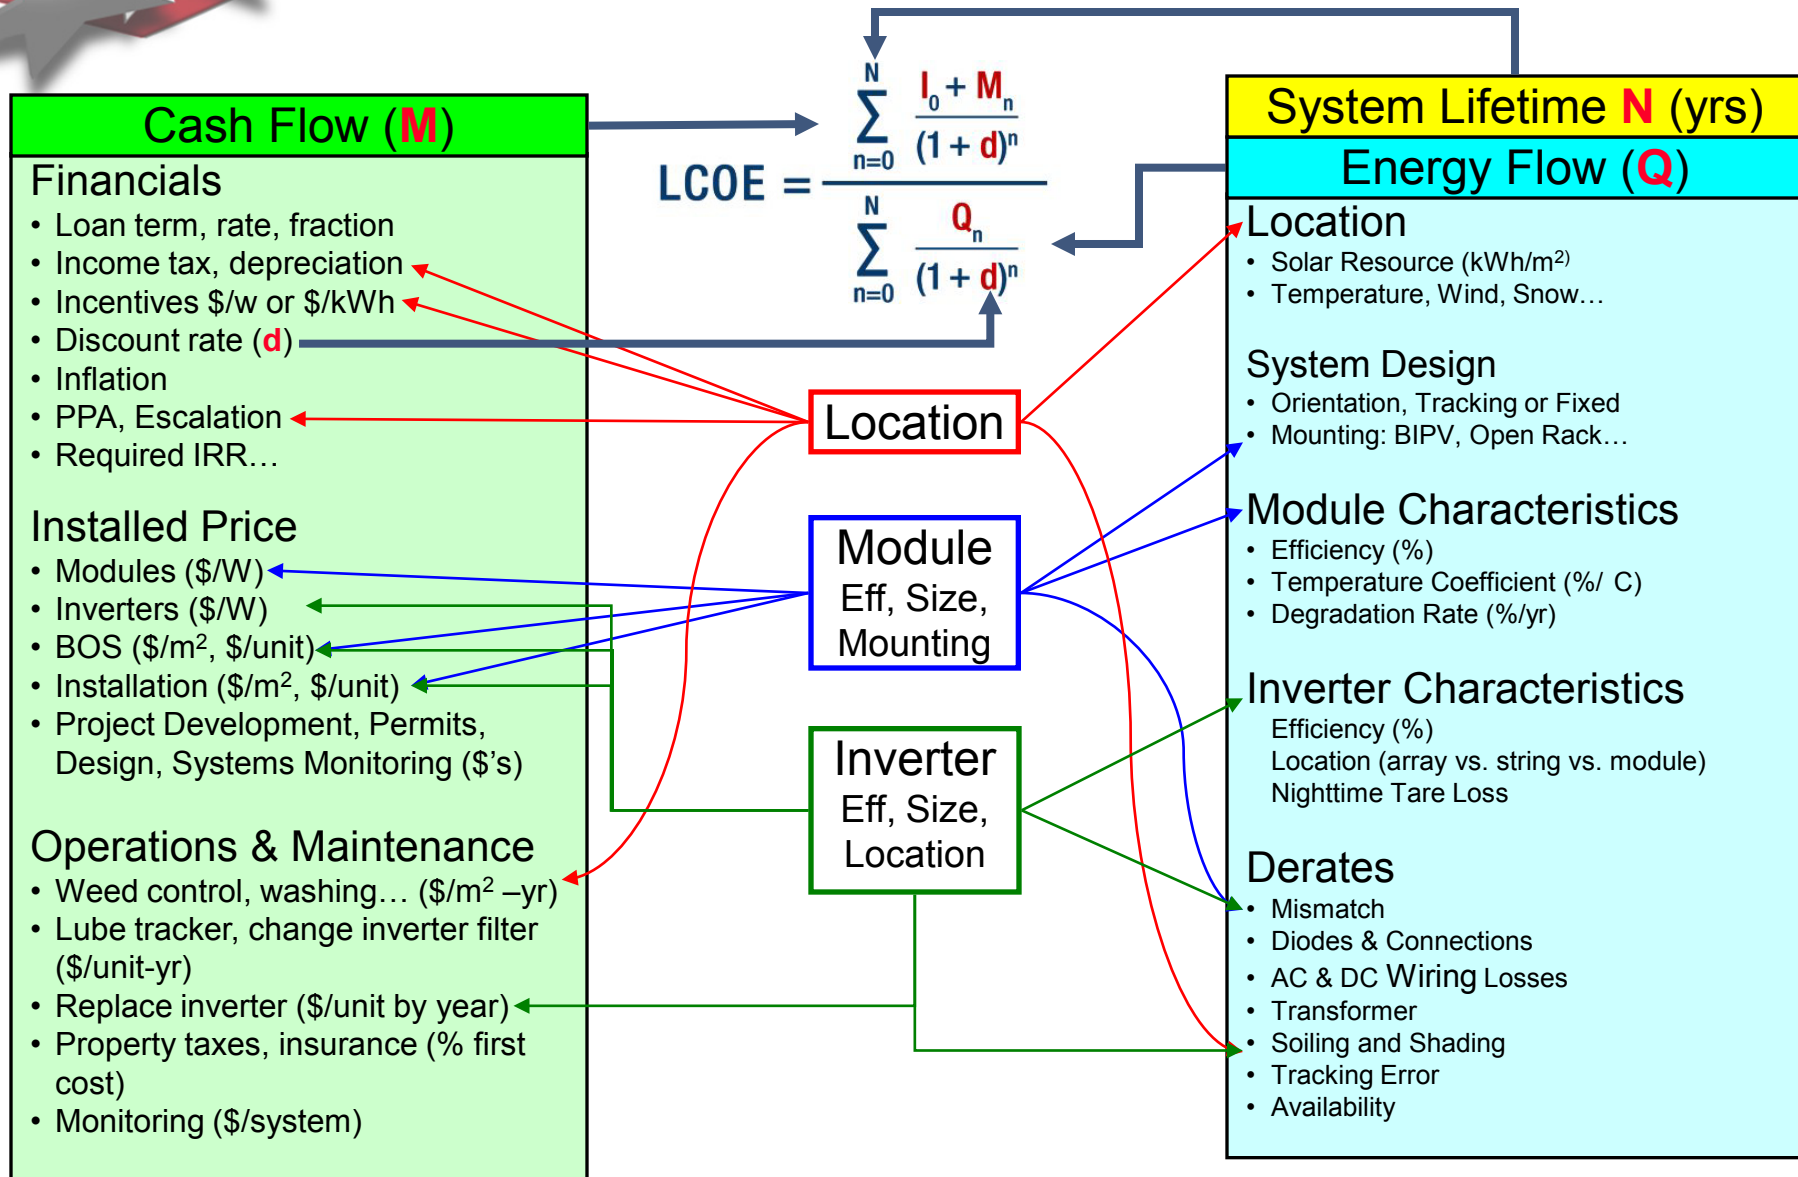 Cash Flow (M)
Financials
• Loan term, rate, fraction
• Income tax, depreciation
• Incentives $/w or $/kWh
• Discount rate (d)
• Inflation
• PPA, Escalation
• Required IRR…
Installed Price
• Modules ($/W)
• Inverters ($/W)
• BOS ($/m², $/unit)
• Installation ($/m², $/unit)
• Project Development, Permits,
Design, Systems Monitoring ($’s)
Operations & Maintenance
• Weed control, washing… ($/m² –yr)
• Lube tracker, change inverter filter
($/unit-yr)
• Replace inverter ($/unit by year)
• Property taxes, insurance (% first
cost)
• Monitoring ($/system)
N
∑ I₀ + Mₙ
n=0 (1 + d)ⁿ
LCOE =
N
∑ Qₙ
n=0 (1 + d)ⁿ
Location
Module
Eff, Size,
Mounting
Inverter
Eff, Size,
Location
System Lifetime N (yrs)
Energy Flow (Q)
Location
• Solar Resource (kWh/m²⁾
• Temperature, Wind, Snow…
System Design
• Orientation, Tracking or Fixed
• Mounting: BIPV, Open Rack…
Module Characteristics
• Efficiency (%)
• Temperature Coefficient (%/ C)
• Degradation Rate (%/yr)
Inverter Characteristics
Efficiency (%)
Location (array vs. string vs. module)
Nighttime Tare Loss
Derates
• Mismatch
• Diodes & Connections
• AC & DC Wiring Losses
• Transformer
• Soiling and Shading
• Tracking Error
• Availability